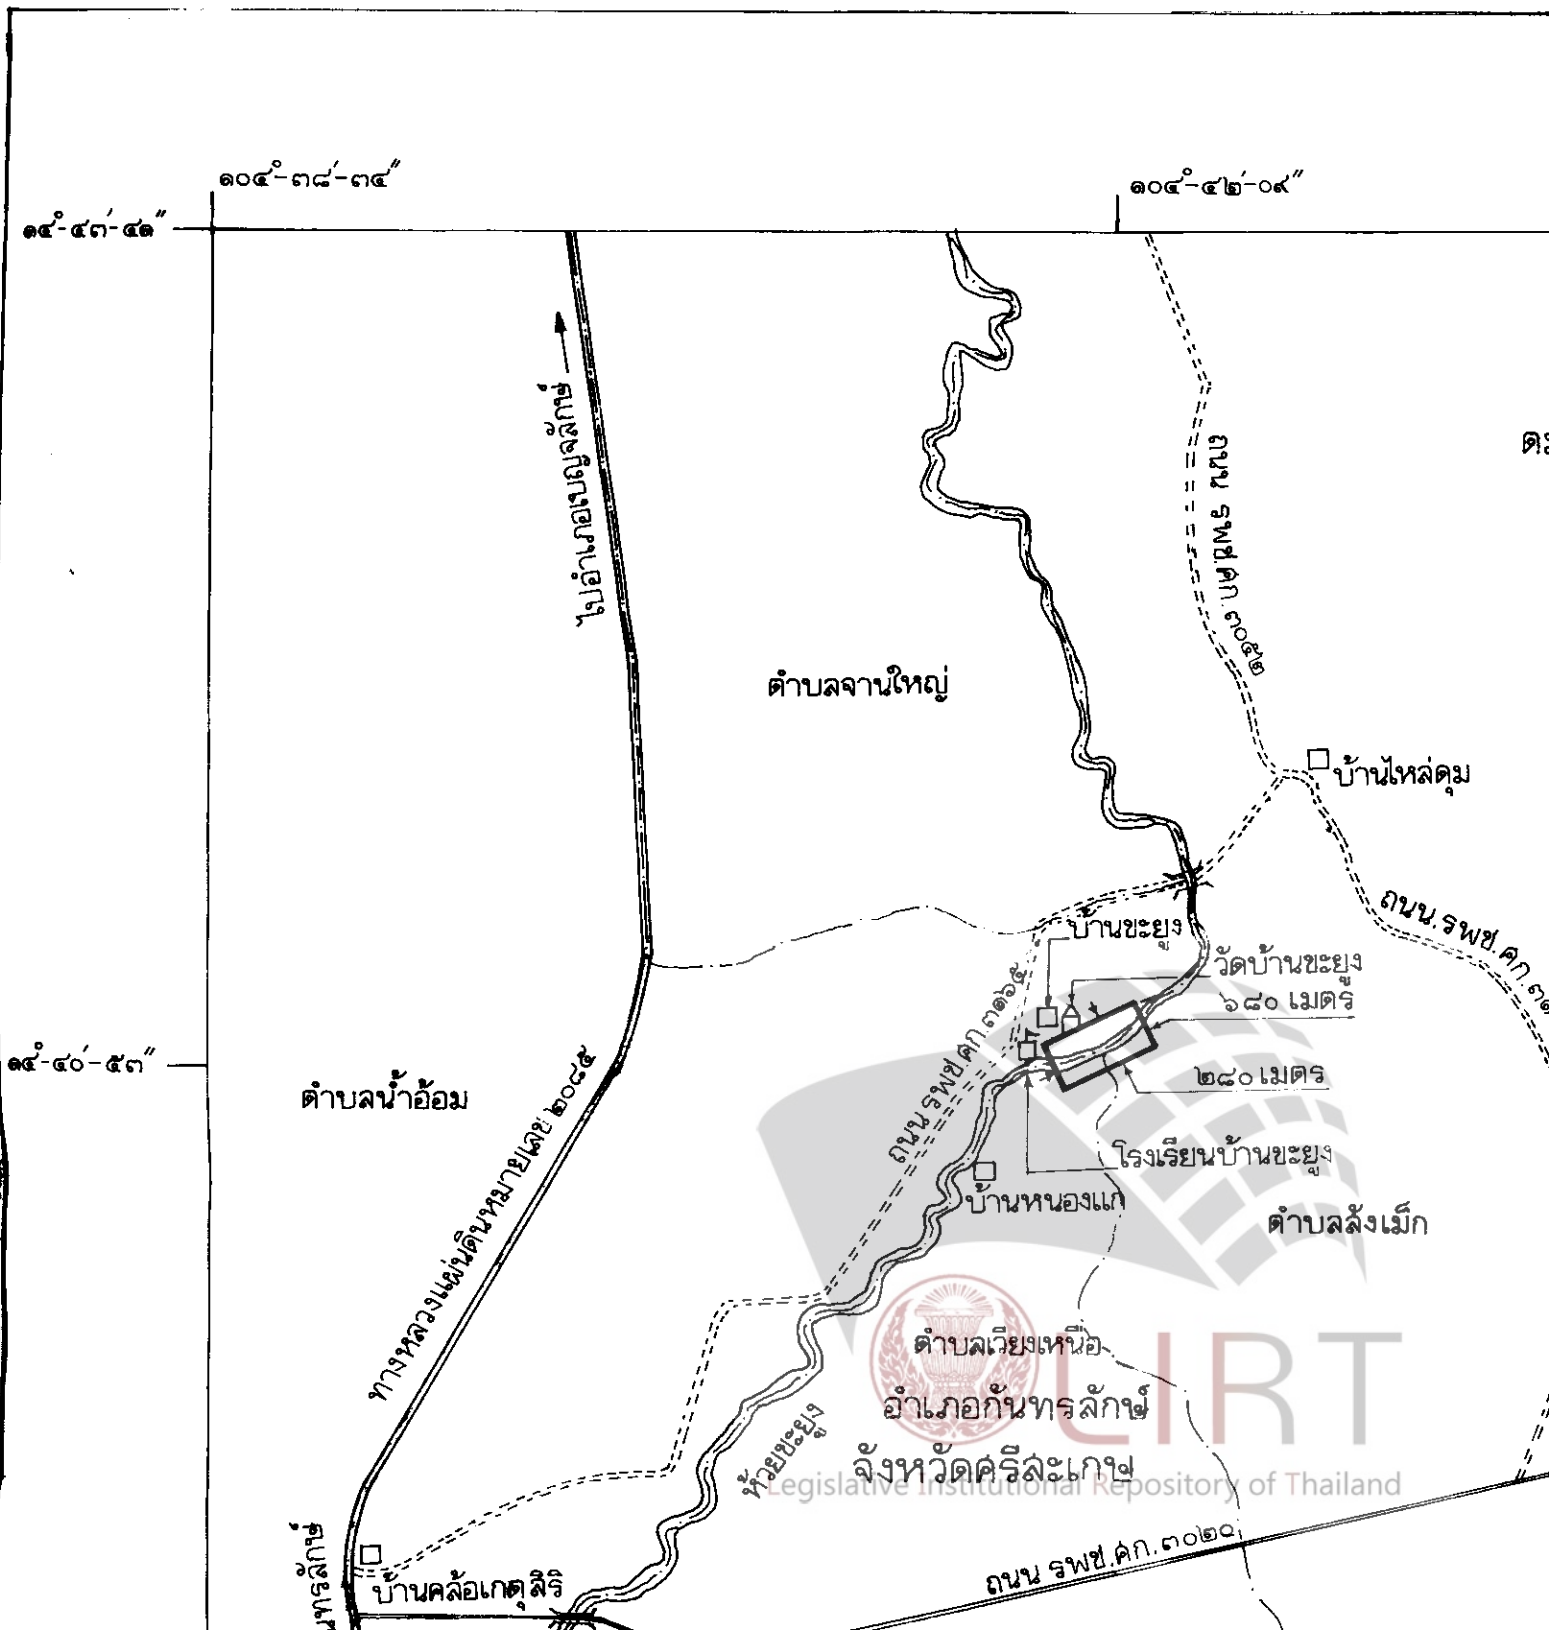 ๑๐๔°-๓๘′-๓๔″
๑๐๔°-๔๒′-๐๙″
๑๔°-๔๓′-๔๑″
ไปอำเภอเบญจลักษ์
ถนน รพช.ศก.๓๐๕๒
ตำบลจานใหญ่
บ้านไหล่ดุม
ถนน.รพช.ศก.๓๑
บ้านขะยูง
วัดบ้านขะยูง
๖๘๐ เมตร
ถนน รพช.ศก.๓๑๖๕
๑๔°-๔๐′-๕๓″
๒๘๐ เมตร
ตำบลน้ำอ้อม
ทางหลวงแผ่นดินหมายเลข ๒๐๘๕
โรงเรียนบ้านขะยูง
บ้านหนองแก
ตำบลสังเม็ก
ตำบลเวียงเหนือ
อำเภอกันทรลักษ์
จังหวัดศรีสะเกษ
ห้วยขะยูง
LIRT
Legislative Institutional Repository of Thailand
ถนน รพช.ศก.๓๐๒๐
นทรลักษ์
บ้านคล้อเกตุสิริ